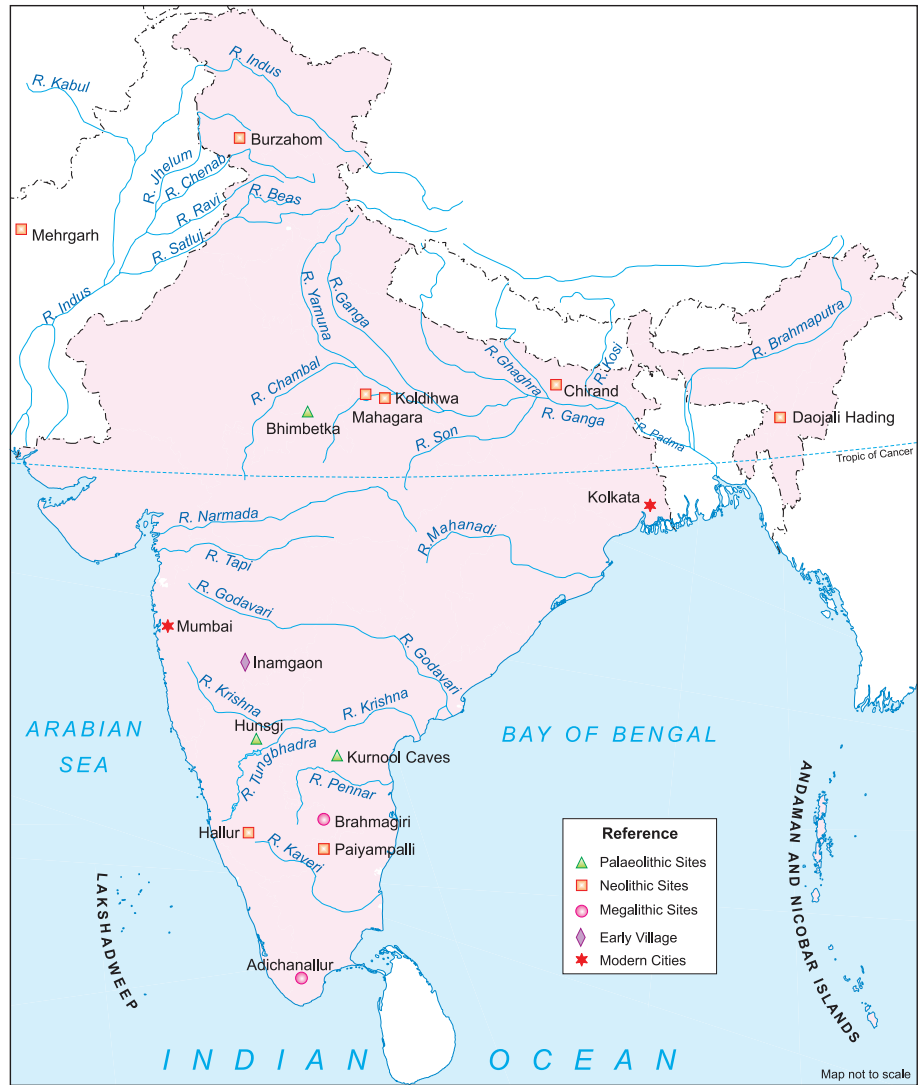 R. Indus
R. Kabul
Burzahom
R. Jhelum
R. Chenab
R. Beas
R. Ravi
Mehrgarh
R. Satluj
R. Indus
R. Yamuna
R.Ganga
R. Brahmaputra
R.Ghaghra
R. Kosi
R. Chambal
Koldihwa
Chirand
Mahagara
Bhimbetka
R. Ganga
Daojali Hading
R. Son
R. Padma
Tropic of Cancer
Kolkata
R. Narmada
R. Mahanadi
R. Tapi
R. Godavari
Mumbai
Inamgaon
R. Godavari
R. Krishna
R. Krishna
Hunsgi
ARABIAN
SEA
BAY OF BENGAL
Kurnool Caves
R. Tungbhadra
R. Pennar
Brahmagiri
Hallur
Paiyampalli
R. Kaveri
Reference
Palaeolithic Sites
Neolithic Sites
Megalithic Sites
Early Village
Modern Cities
ANDAMAN AND NICOBAR ISLANDS
LAKSHADWEEP
Adichanallur
INDIAN OCEAN
Map not to scale